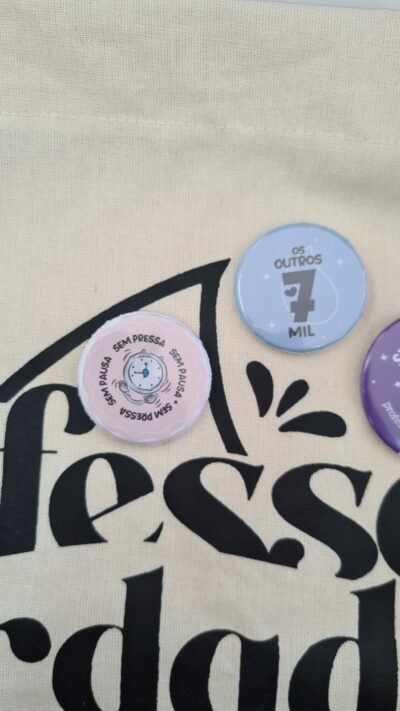 OS
OUTROS
7
MIL
SEM PRESSA SEM PAUSA • SEM PRESSA SEM PAUSA
fesso
rdad